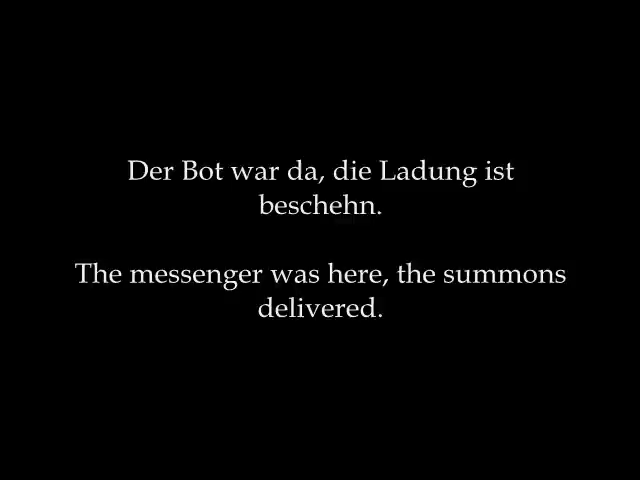 Der Bot war da, die Ladung ist
beschehn.
The messenger was here, the summons
delivered.